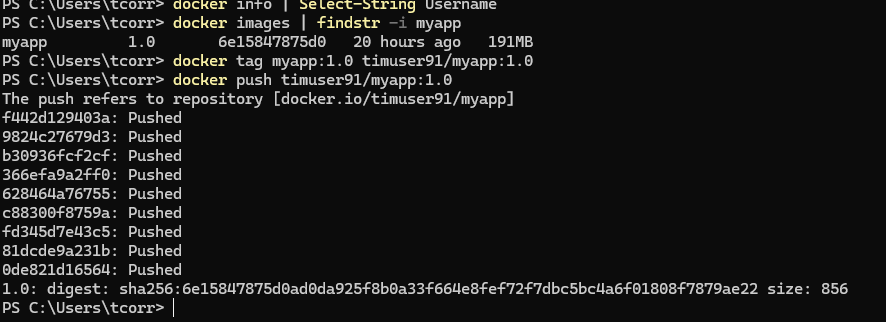 PS C:\Users\tcorr> docker info | Select-String Username
PS C:\Users\tcorr> docker images | findstr -i myapp
myapp          1.0       6e15847875d0   20 hours ago   191MB
PS C:\Users\tcorr> docker tag myapp:1.0 timuser91/myapp:1.0
PS C:\Users\tcorr> docker push timuser91/myapp:1.0
The push refers to repository [docker.io/timuser91/myapp]
f442d129403a: Pushed
9824c27679d3: Pushed
b30936fcf2cf: Pushed
366efa9a2ff0: Pushed
628464a76755: Pushed
c88300f8759a: Pushed
fd345d7e43c5: Pushed
81dcde9a231b: Pushed
0de821d16564: Pushed
1.0: digest: sha256:6e15847875d0ad0da925f8b0a33f664e8fef72f7dbc5bc4a6f01808f7879ae22 size: 856
PS C:\Users\tcorr>